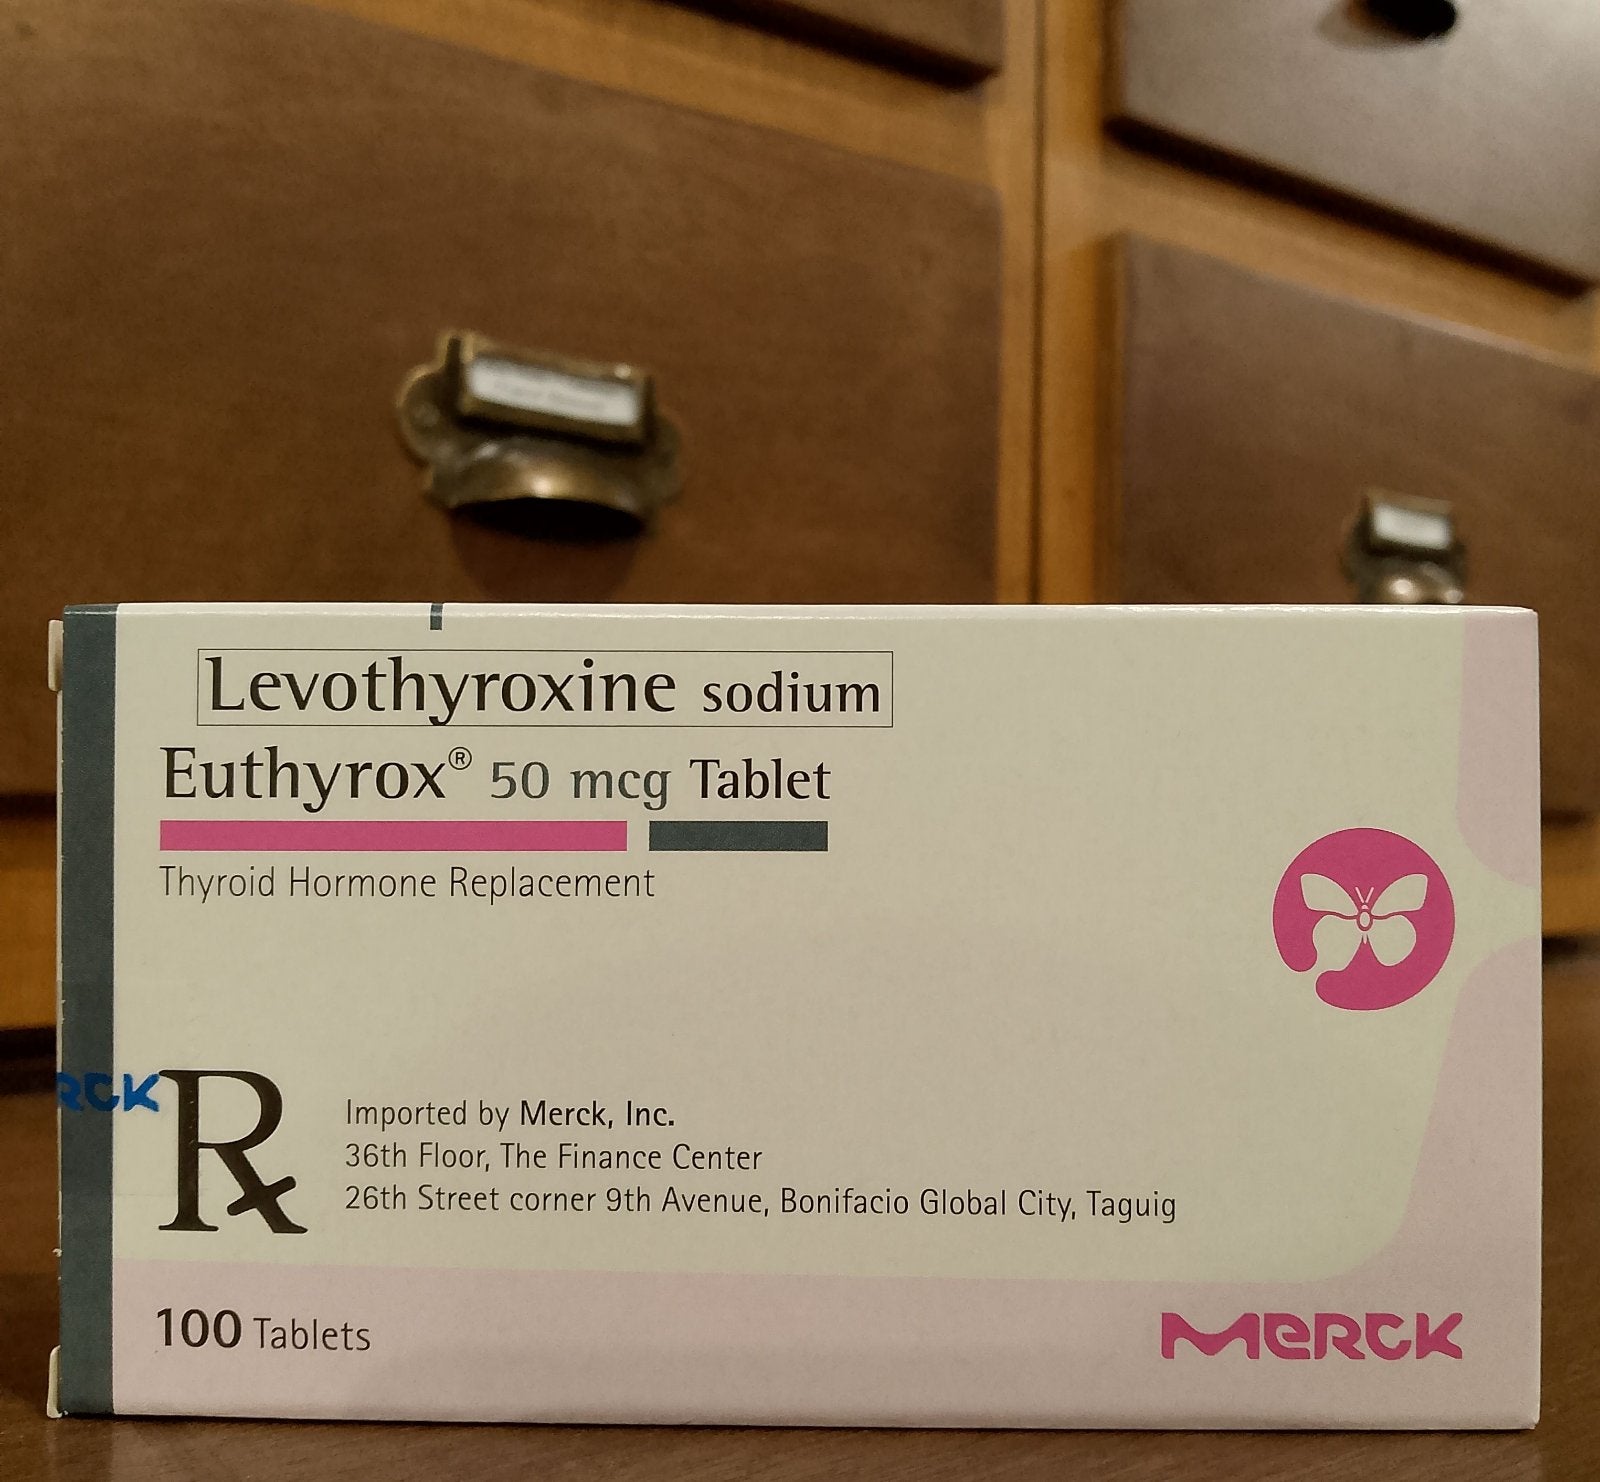 Levothyroxine sodium
Euthyrox® 50 mcg Tablet
Thyroid Hormone Replacement
RCK
Rx
Imported by Merck, Inc.
36th Floor, The Finance Center
26th Street corner 9th Avenue, Bonifacio Global City, Taguig
100 Tablets
MERCK